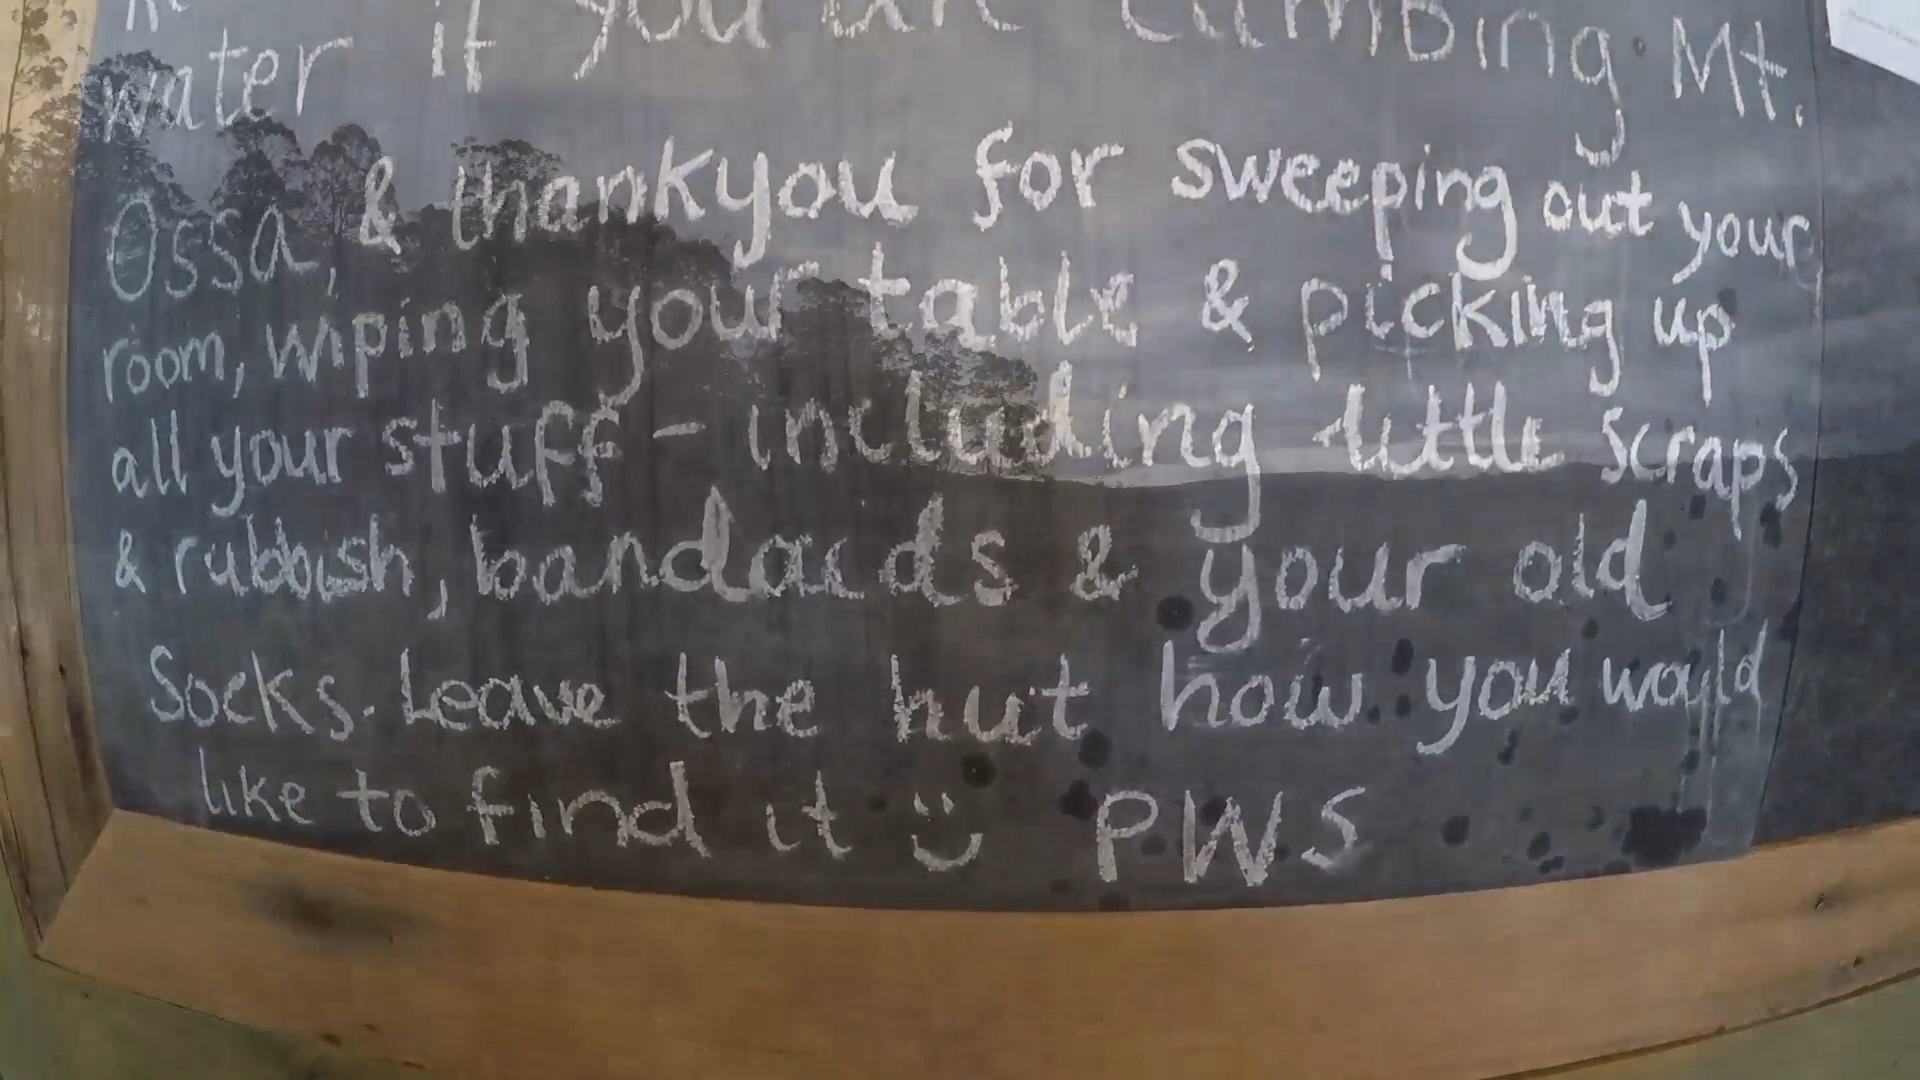 if you are climbing Mt.
water
Ossa, & thankyou for sweeping out your
room, wiping your table & picking up
all your stuff - including little scraps
& rubbish, bandaids & your old
Socks. Leave the hut how you would
like to find it :) PWS